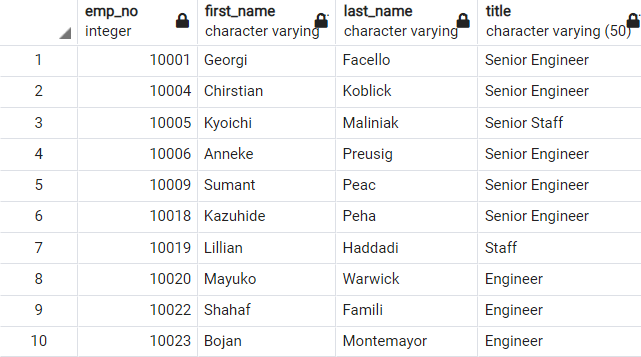 emp_no first_name last_name title
integer character varying character varying character varying (50)
1 10001 Georgi Facello Senior Engineer
2 10004 Chirstian Koblick Senior Engineer
3 10005 Kyoichi Maliniak Senior Staff
4 10006 Anneke Preusig Senior Engineer
5 10009 Sumant Peac Senior Engineer
6 10018 Kazuhide Peha Senior Engineer
7 10019 Lillian Haddadi Staff
8 10020 Mayuko Warwick Engineer
9 10022 Shahaf Famili Engineer
10 10023 Bojan Montemayor Engineer